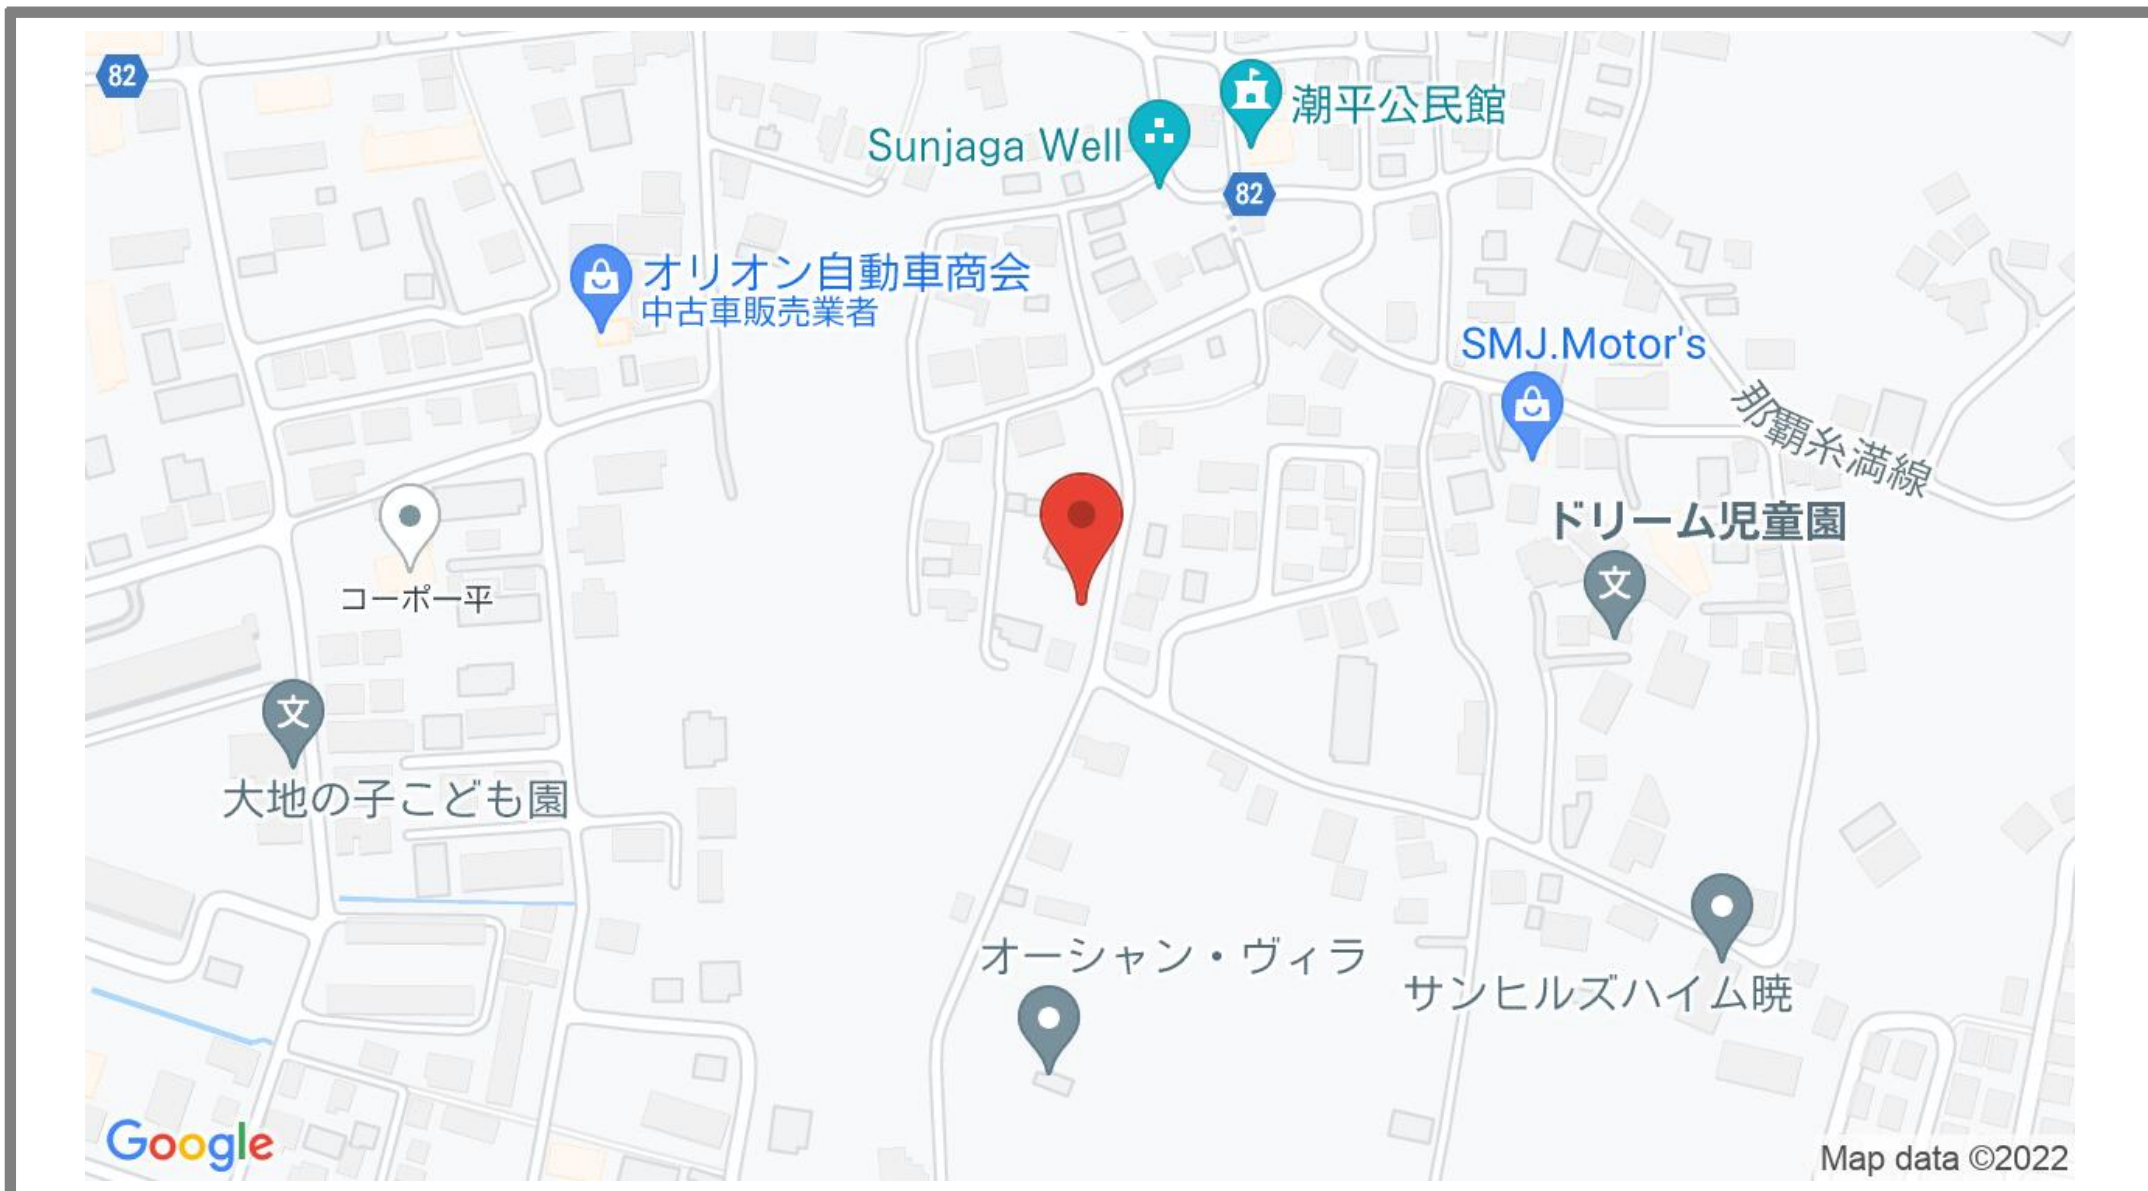 82
潮平公民館
Sunjaga Well
82
オリオン自動車商会
中古車販売業者
SMJ.Motor's
那覇糸満線
ドリーム児童園
文
コーポ一平
文
大地の子こども園
オーシャン・ヴィラ
サンヒルズハイム暁
Google
Map data ©2022